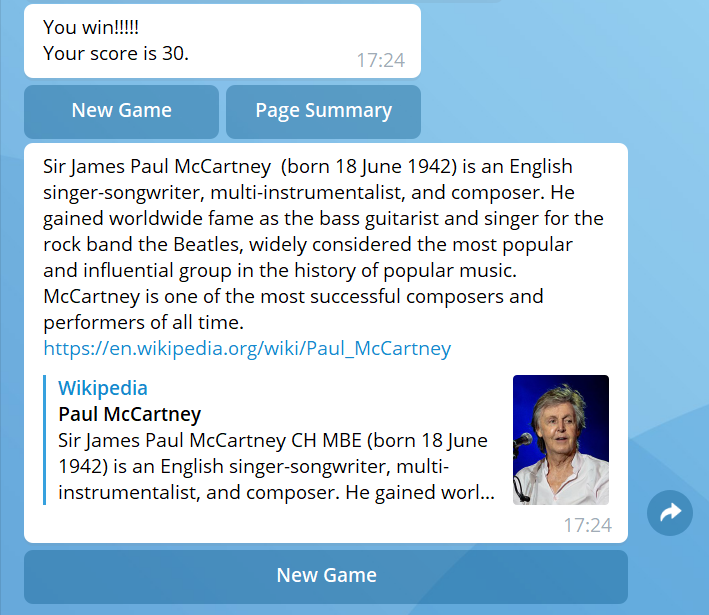 You win!!!!!
Your score is 30.
17:24
New Game
Page Summary
Sir James Paul McCartney  (born 18 June 1942) is an English
singer-songwriter, multi-instrumentalist, and composer. He
gained worldwide fame as the bass guitarist and singer for the
rock band the Beatles, widely considered the most popular
and influential group in the history of popular music.
McCartney is one of the most successful composers and
performers of all time.
https://en.wikipedia.org/wiki/Paul_McCartney
Wikipedia
Paul McCartney
Sir James Paul McCartney CH MBE (born 18 June
1942) is an English singer-songwriter, multi-
instrumentalist, and composer. He gained worl...
17:24
New Game